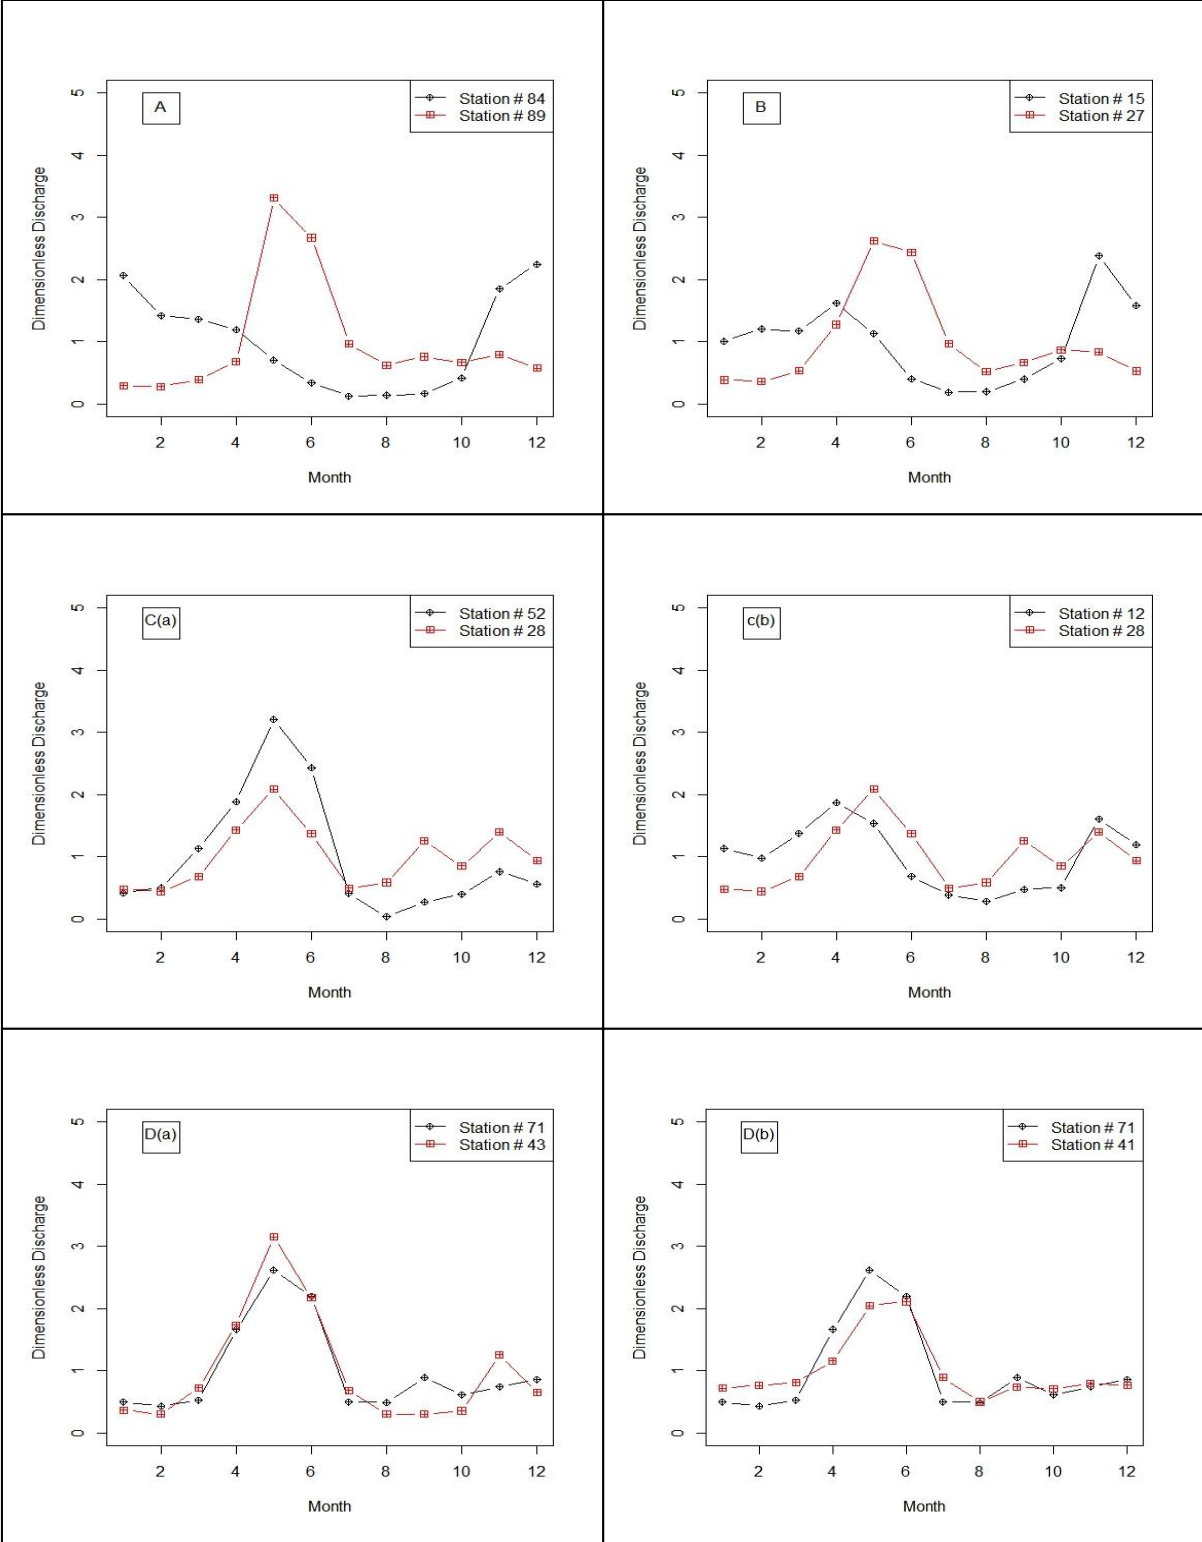 A
Station # 84
Station # 89
Dimensionless Discharge
5
4
3
2
1
0
2 4 6 8 10 12
Month
B
Station # 15
Station # 27
Dimensionless Discharge
5
4
3
2
1
0
2 4 6 8 10 12
Month
C(a)
Station # 52
Station # 28
Dimensionless Discharge
5
4
3
2
1
0
2 4 6 8 10 12
Month
c(b)
Station # 12
Station # 28
Dimensionless Discharge
5
4
3
2
1
0
2 4 6 8 10 12
Month
D(a)
Station # 71
Station # 43
Dimensionless Discharge
5
4
3
2
1
0
2 4 6 8 10 12
Month
D(b)
Station # 71
Station # 41
Dimensionless Discharge
5
4
3
2
1
0
2 4 6 8 10 12
Month